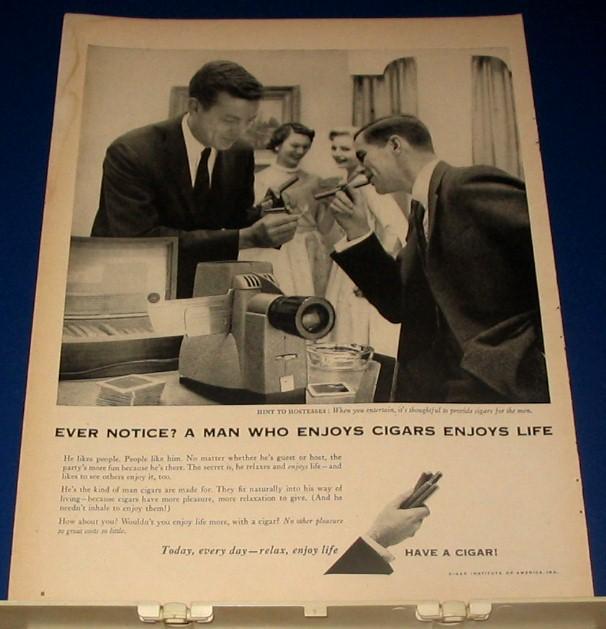 HINT TO HOSTESSES: When you entertain, it's thoughtful to provide cigars for the men.
EVER NOTICE? A MAN WHO ENJOYS CIGARS ENJOYS LIFE
He likes people. People like him. No matter whether he's guest or host, the
party's more fun because he's there. The secret is, he relaxes and enjoys life—and
likes to see others enjoy it, too.
He's the kind of man cigars are made for. They fit naturally into his way of
living—because cigars have more pleasure, more relaxation to give. (And he
needn't inhale to enjoy them!)
How about you? Wouldn't you enjoy life more, with a cigar? No other pleasure
so great costs so little.
Today, every day—relax, enjoy life
HAVE A CIGAR!
CIGAR INSTITUTE OF AMERICA, INC.
8